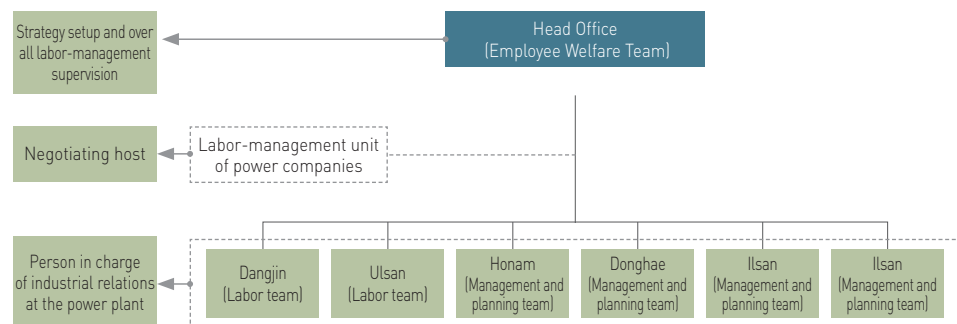 Strategy setup and over
all labor-management
supervision
Head Office
(Employee Welfare Team)
Negotiating host
Labor-management unit
of power companies
Person in charge
of industrial relations
at the power plant
Dangjin
(Labor team)
Ulsan
(Labor team)
Honam
(Management and
planning team)
Donghae
(Management and
planning team)
Ilsan
(Management and
planning team)
Ilsan
(Management and
planning team)